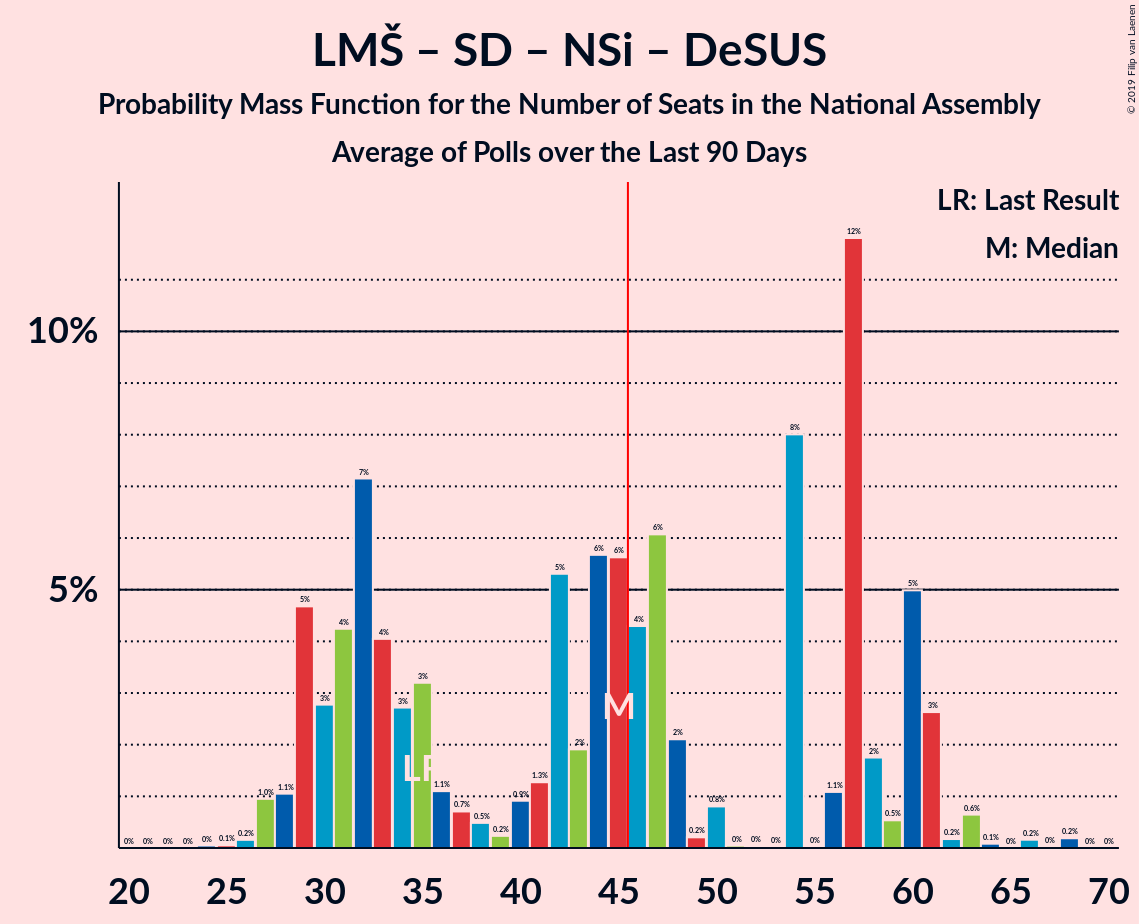 LMŠ – SD – NSi – DeSUS
Probability Mass Function for the Number of Seats in the National Assembly
Average of Polls over the Last 90 Days
© 2019 Filip van Laenen
LR: Last Result
M: Median
10%
5%
0% 0% 0% 0% 0% 0.1% 0.2% 1.0% 1.1% 5% 3% 4% 7% 4% 3% 3% 1.1% 0.7% 0.5% 0.2% 0.9% 1.3% 5% 2% 6% 6% 4% 6% 2% 0.2% 0.8% 0% 0% 0% 8% 0% 1.1% 12% 2% 0.5% 5% 3% 0.2% 0.6% 0.1% 0% 0.2% 0% 0.2% 0% 0%
M
LR
20 25 30 35 40 45 50 55 60 65 70